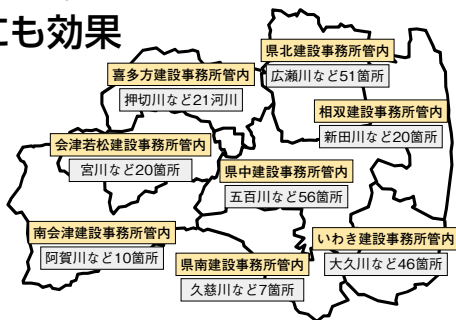 にも効果
県北建設事務所管内
広瀬川など51箇所
喜多方建設事務所管内
押切川など21河川
相双建設事務所管内
新田川など20箇所
会津若松建設事務所管内
宮川など20箇所
県中建設事務所管内
五百川など56箇所
南会津建設事務所管内
阿賀川など10箇所
いわき建設事務所管内
大久川など46箇所
県南建設事務所管内
久慈川など7箇所